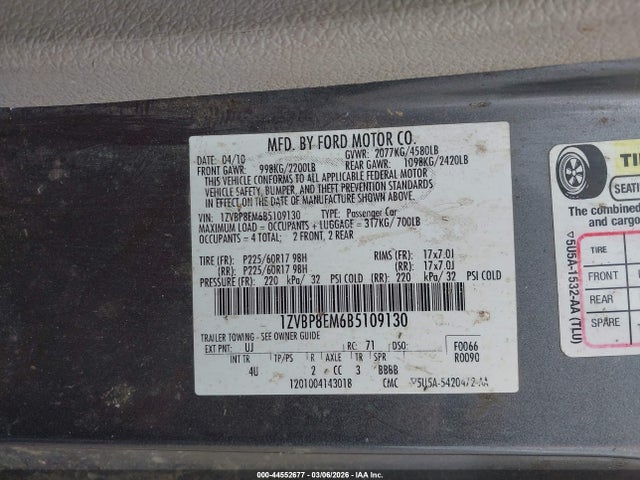 MFD. BY FORD MOTOR CO.
DATE: 04/10 GVWR: 2077KG/4580LB
FRONT GAWR: 998KG/2200LB REAR GAWR: 1098KG/2420LB
THIS VEHICLE CONFORMS TO ALL APPLICABLE FEDERAL MOTOR
VEHICLE SAFETY, BUMPER, AND THEFT PREVENTION STANDARDS
IN EFFECT ON THE DATE OF MANUFACTURE SHOWN ABOVE.
VIN: 1ZVBP8EM6B5109130 TYPE: Passenger Car
MAXIMUM LOAD = OCCUPANTS + LUGGAGE = 317KG/700LB
OCCUPANTS = 4 TOTAL; 2 FRONT, 2 REAR
TIRE (FR): P225/60R17 98H RIMS (FR): 17x7.0J
(RR): P225/60R17 98H (RR): 17x7.0J
PRESSURE (FR): 220 kPa/ 32 PSI COLD (RR): 220 kPa/ 32 PSI COLD
1ZVBP8EM6B5109130
TRAILER TOWING - SEE OWNER GUIDE
EXT PNT: UJ RC: 71 DSO: F0066
R0090
INT TR TP/PS R AXLE TR SPR
4U 2 CC 3 BBBB
CMC
TI
SEATI
The combined
and cargo
TIRE
FRONT
REAR
SPARE
▽5U5A-1532-AA (TLU)
000-44552677 - 03/06/2026 - IAA Inc.